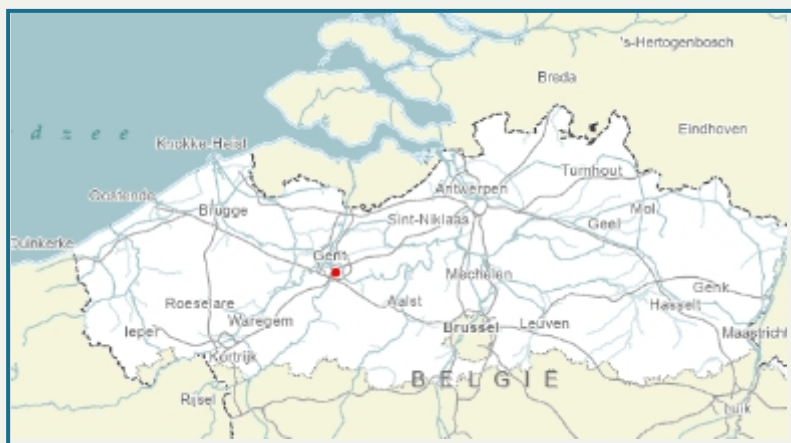 's-Hertogenbosch
Breda
Eindhoven
d z e e
Knokke-Heist
Turnhout
Antwerpen
Oostende
Brugge
Mol
Sint-Niklaas
Geel
Duinkerke
Gent
Mechelen
Genk
Roeselare
Aalst
Hasselt
Waregem
Brussel
Leuven
Ieper
Maastricht
Kortrijk
BELGIË
Rijsel
Luik